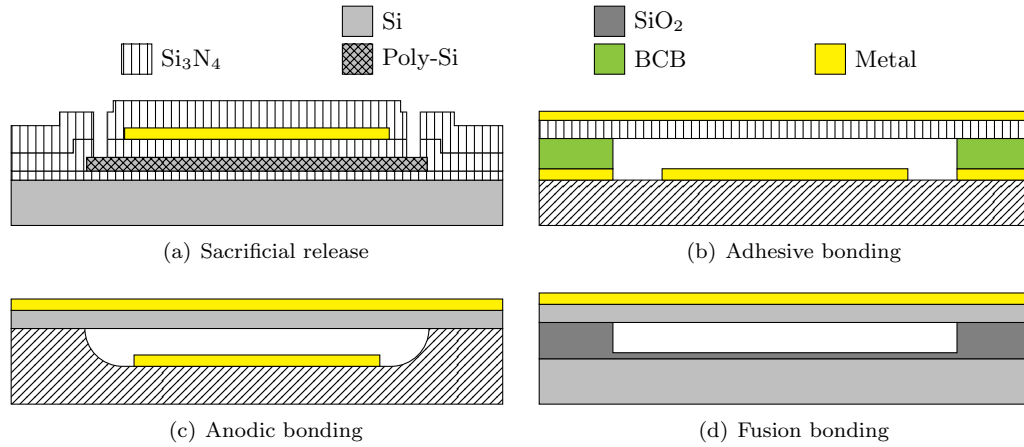 Si
SiO₂
Si₃N₄
Poly-Si
BCB
Metal
(a) Sacrificial release
(b) Adhesive bonding
(c) Anodic bonding
(d) Fusion bonding